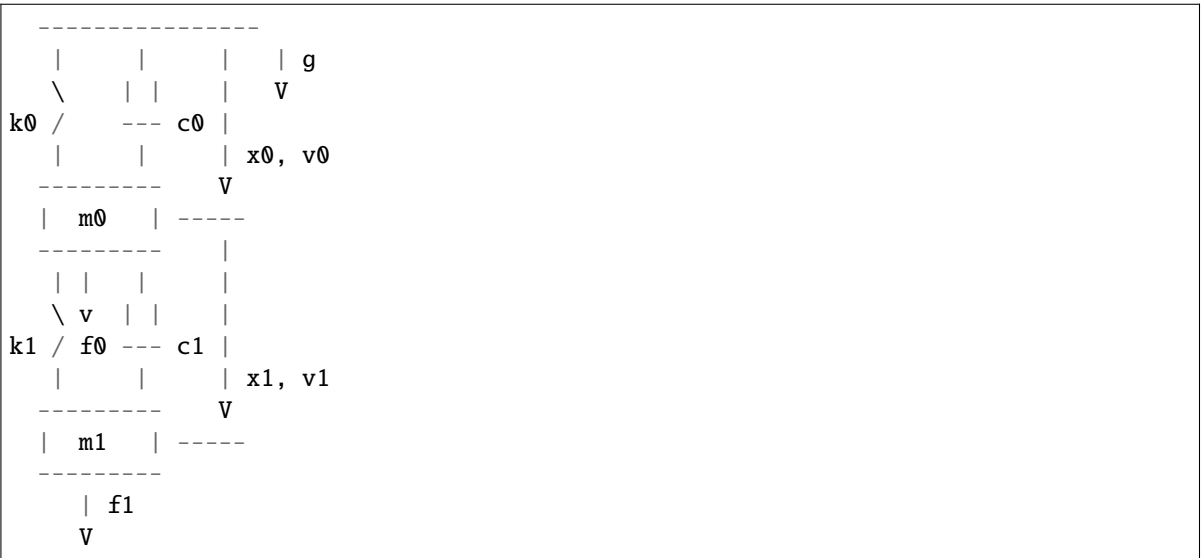 ----------------
   |     |     |   | g
   \    | |    |   V
k0 /    --- c0 |
   |     |     | x0, v0
  ---------    V
  |  m0   | -----
  ---------    |
   | |   |     |
   \ v  | |    |
k1 / f0 --- c1 |
   |     |     | x1, v1
  ---------    V
  |  m1   | -----
  ---------
     | f1
     V